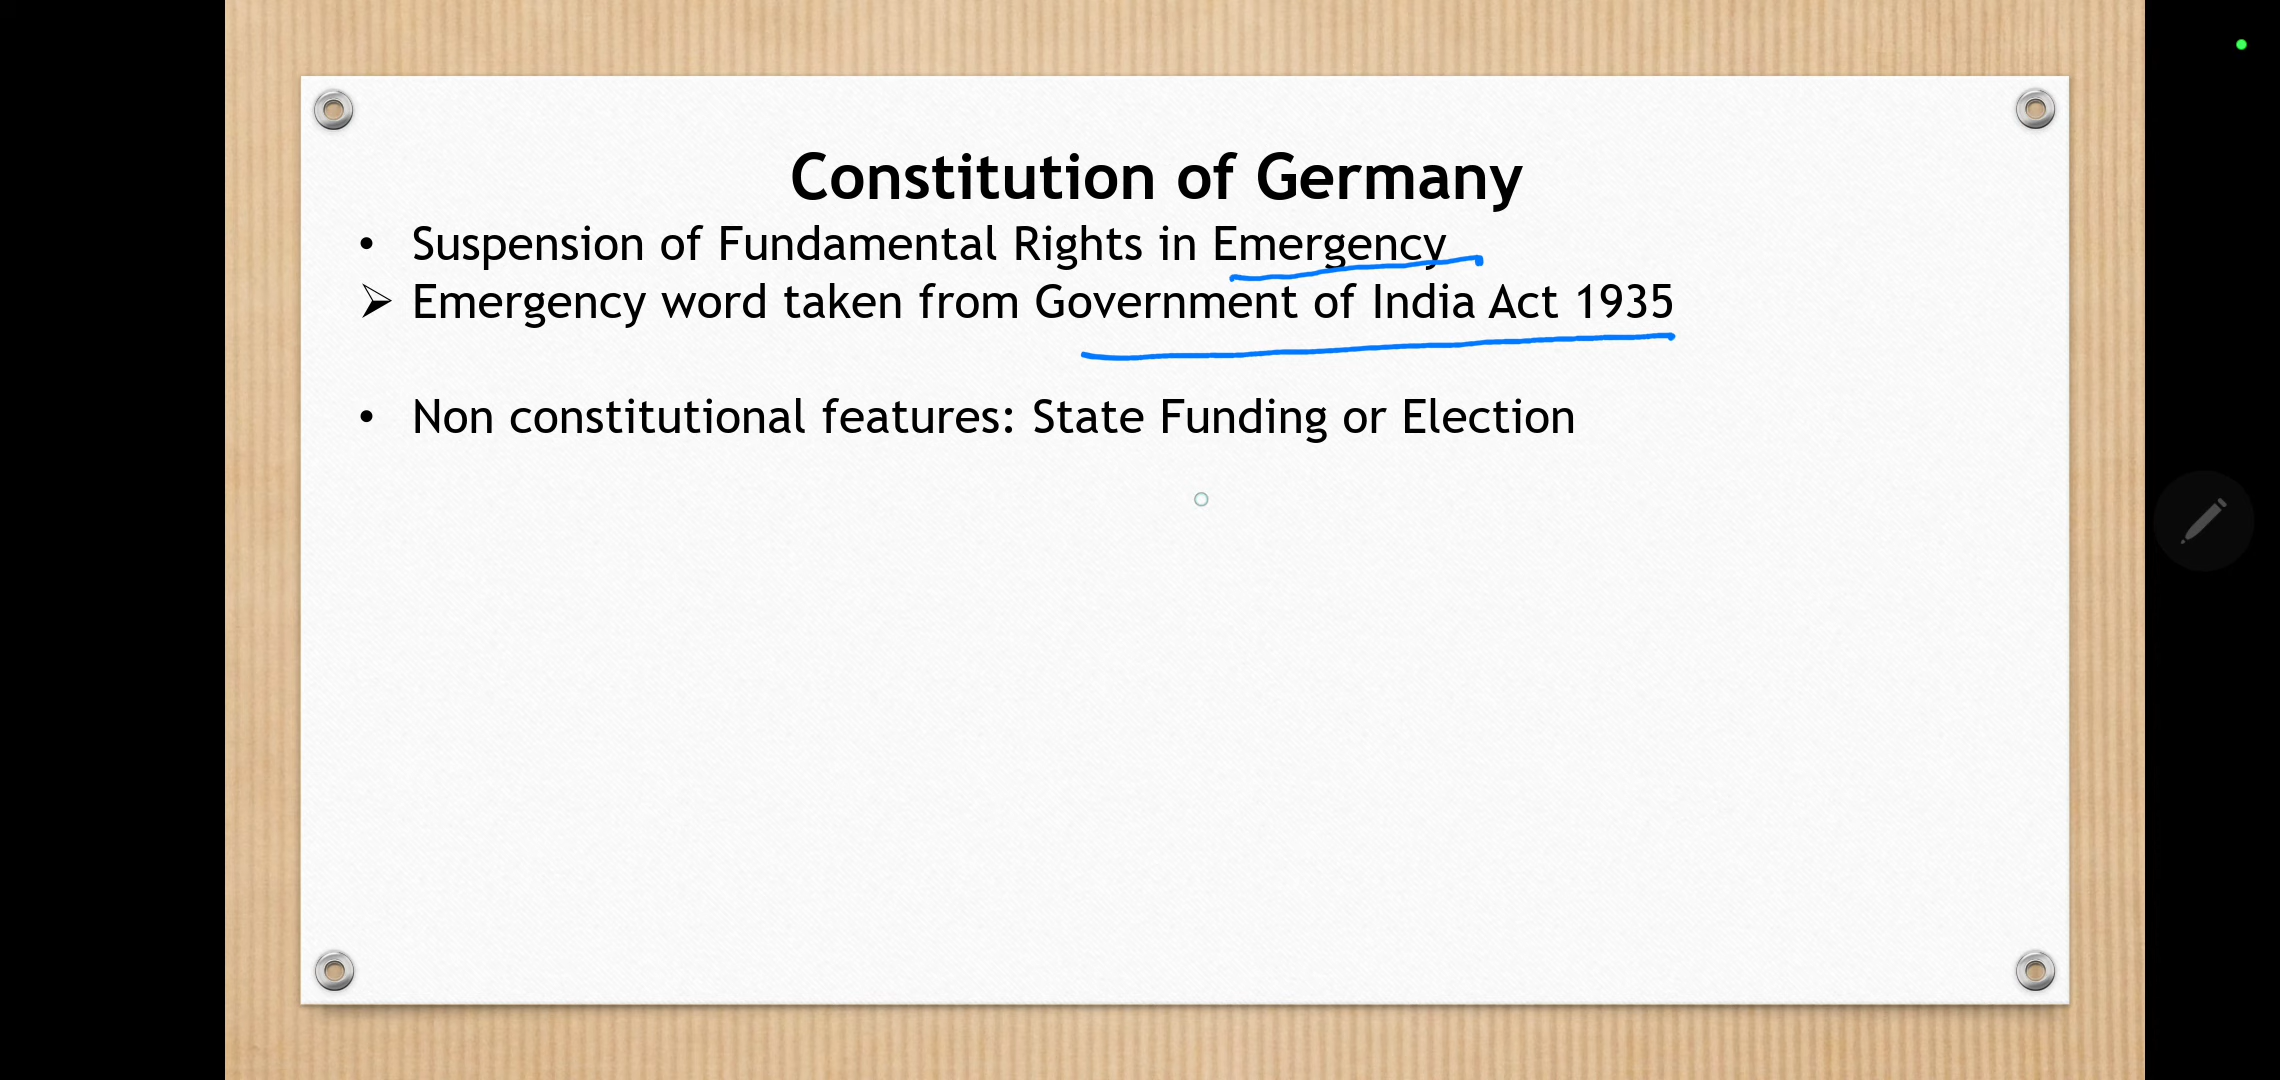 Constitution of Germany
• Suspension of Fundamental Rights in Emergency
➢ Emergency word taken from Government of India Act 1935
• Non constitutional features: State Funding or Election